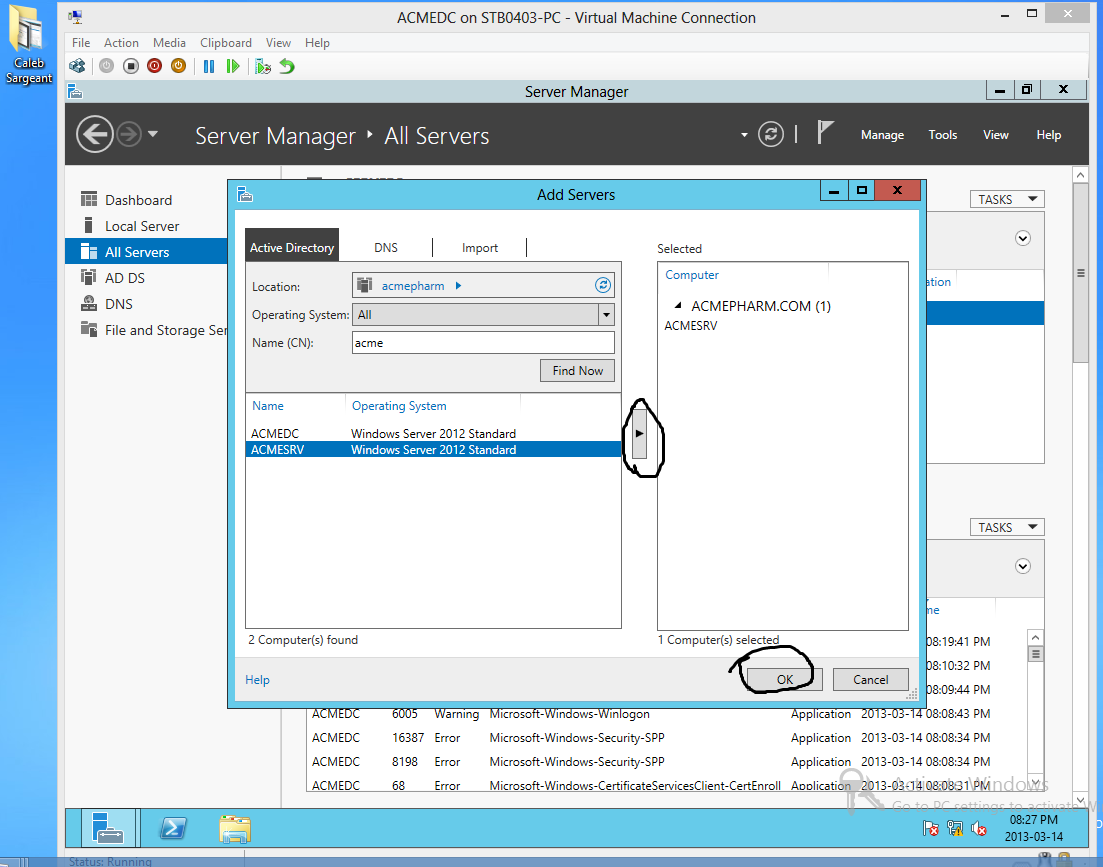 ACMEDC on STB0403-PC - Virtual Machine Connection
Caleb Sargeant
File Action Media Clipboard View Help
Server Manager
Server Manager All Servers Manage Tools View Help
Dashboard
Local Server
All Servers
AD DS
DNS
File and Storage Ser
TASKS
ation
Add Servers
Active Directory DNS Import
Location: acmepharm
Operating System: All
Name (CN): acme
Find Now
Name Operating System
ACMEDC Windows Server 2012 Standard
ACMESRV Windows Server 2012 Standard
2 Computer(s) found
Selected
Computer
ACMEPHARM.COM (1)
ACMESRV
1 Computer(s) selected
Help OK Cancel
TASKS
me
08:19:41 PM
08:10:32 PM
08:09:44 PM
ACMEDC 6005 Warning Microsoft-Windows-Winlogon Application 2013-03-14 08:08:43 PM
ACMEDC 16387 Error Microsoft-Windows-Security-SPP Application 2013-03-14 08:08:34 PM
ACMEDC 8198 Error Microsoft-Windows-Security-SPP Application 2013-03-14 08:08:34 PM
ACMEDC 68 Error Microsoft-Windows-CertificateServicesClient-CertEnroll Application 2013-03-14 08:08:31 PM
Activate Windows
Go to PC settings to activate W
08:27 PM
2013-03-14
Status: Running